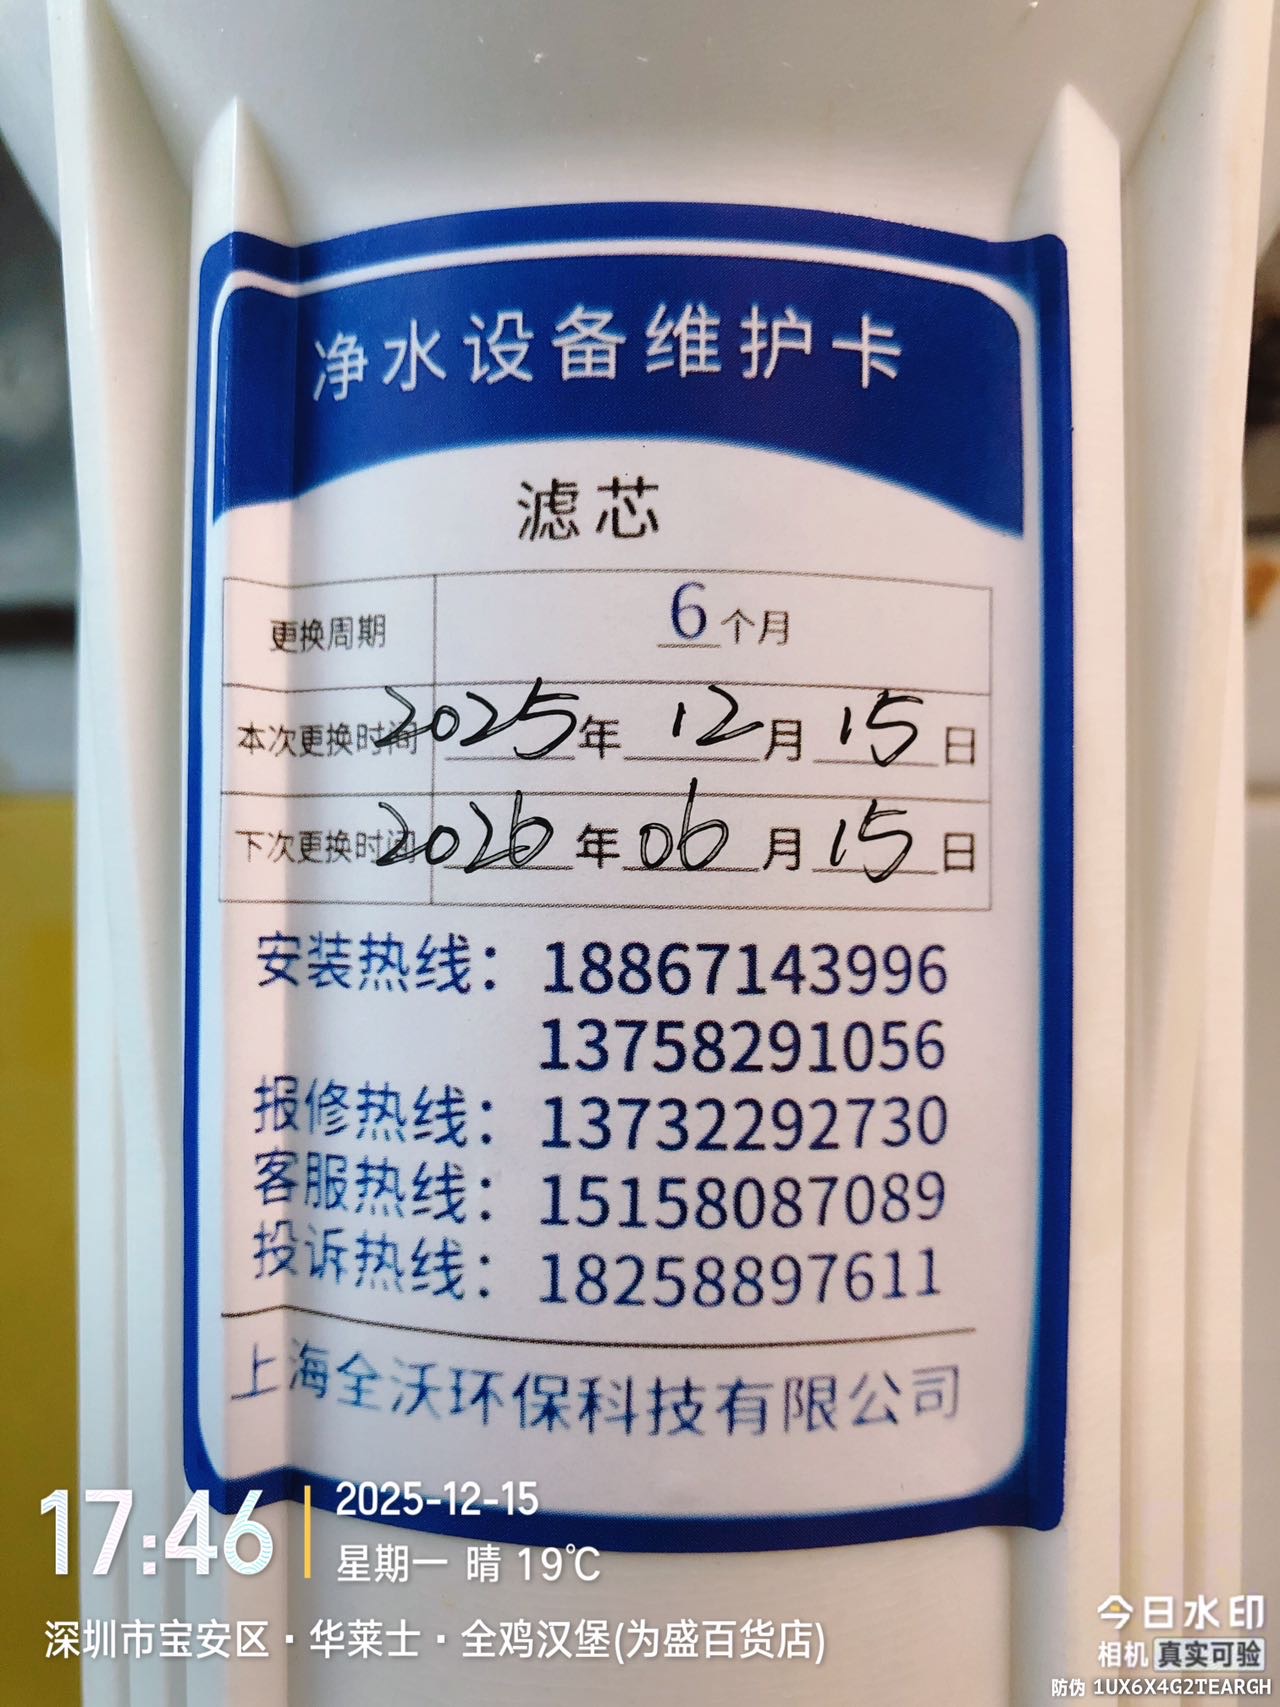 净水设备维护卡
滤芯
更换周期 6个月
本次更换时间 2025年 12月 15日
下次更换时间 2026年 06月 15日
安装热线：18867143996
13758291056
报修热线：13732292730
客服热线：15158087089
投诉热线：18258897611
上海全沃环保科技有限公司
17:46
2025-12-15
星期一 晴 19℃
深圳市宝安区·华莱士·全鸡汉堡(为盛百货店)
今日水印
相机 真实可验
防伪 1UX6X4G2TEARGH